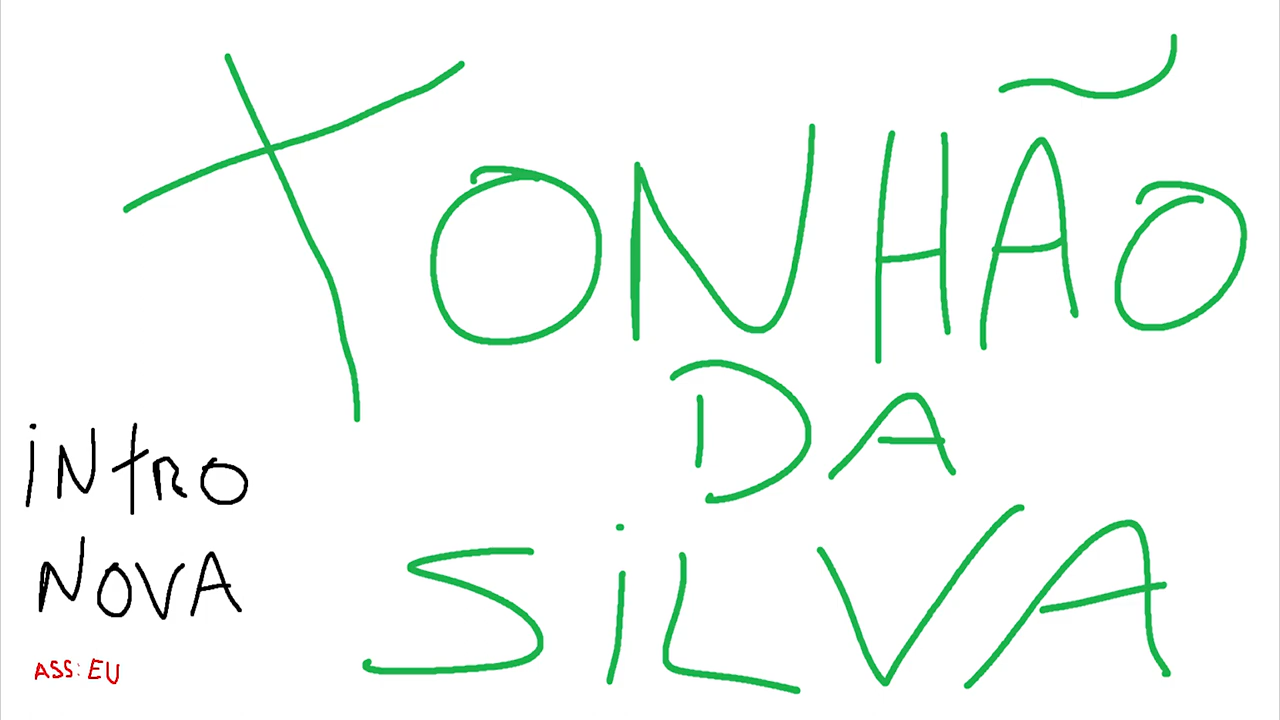 TONHÃO
DA
SiLVA
iNtRO
NOVA
ASS: EU